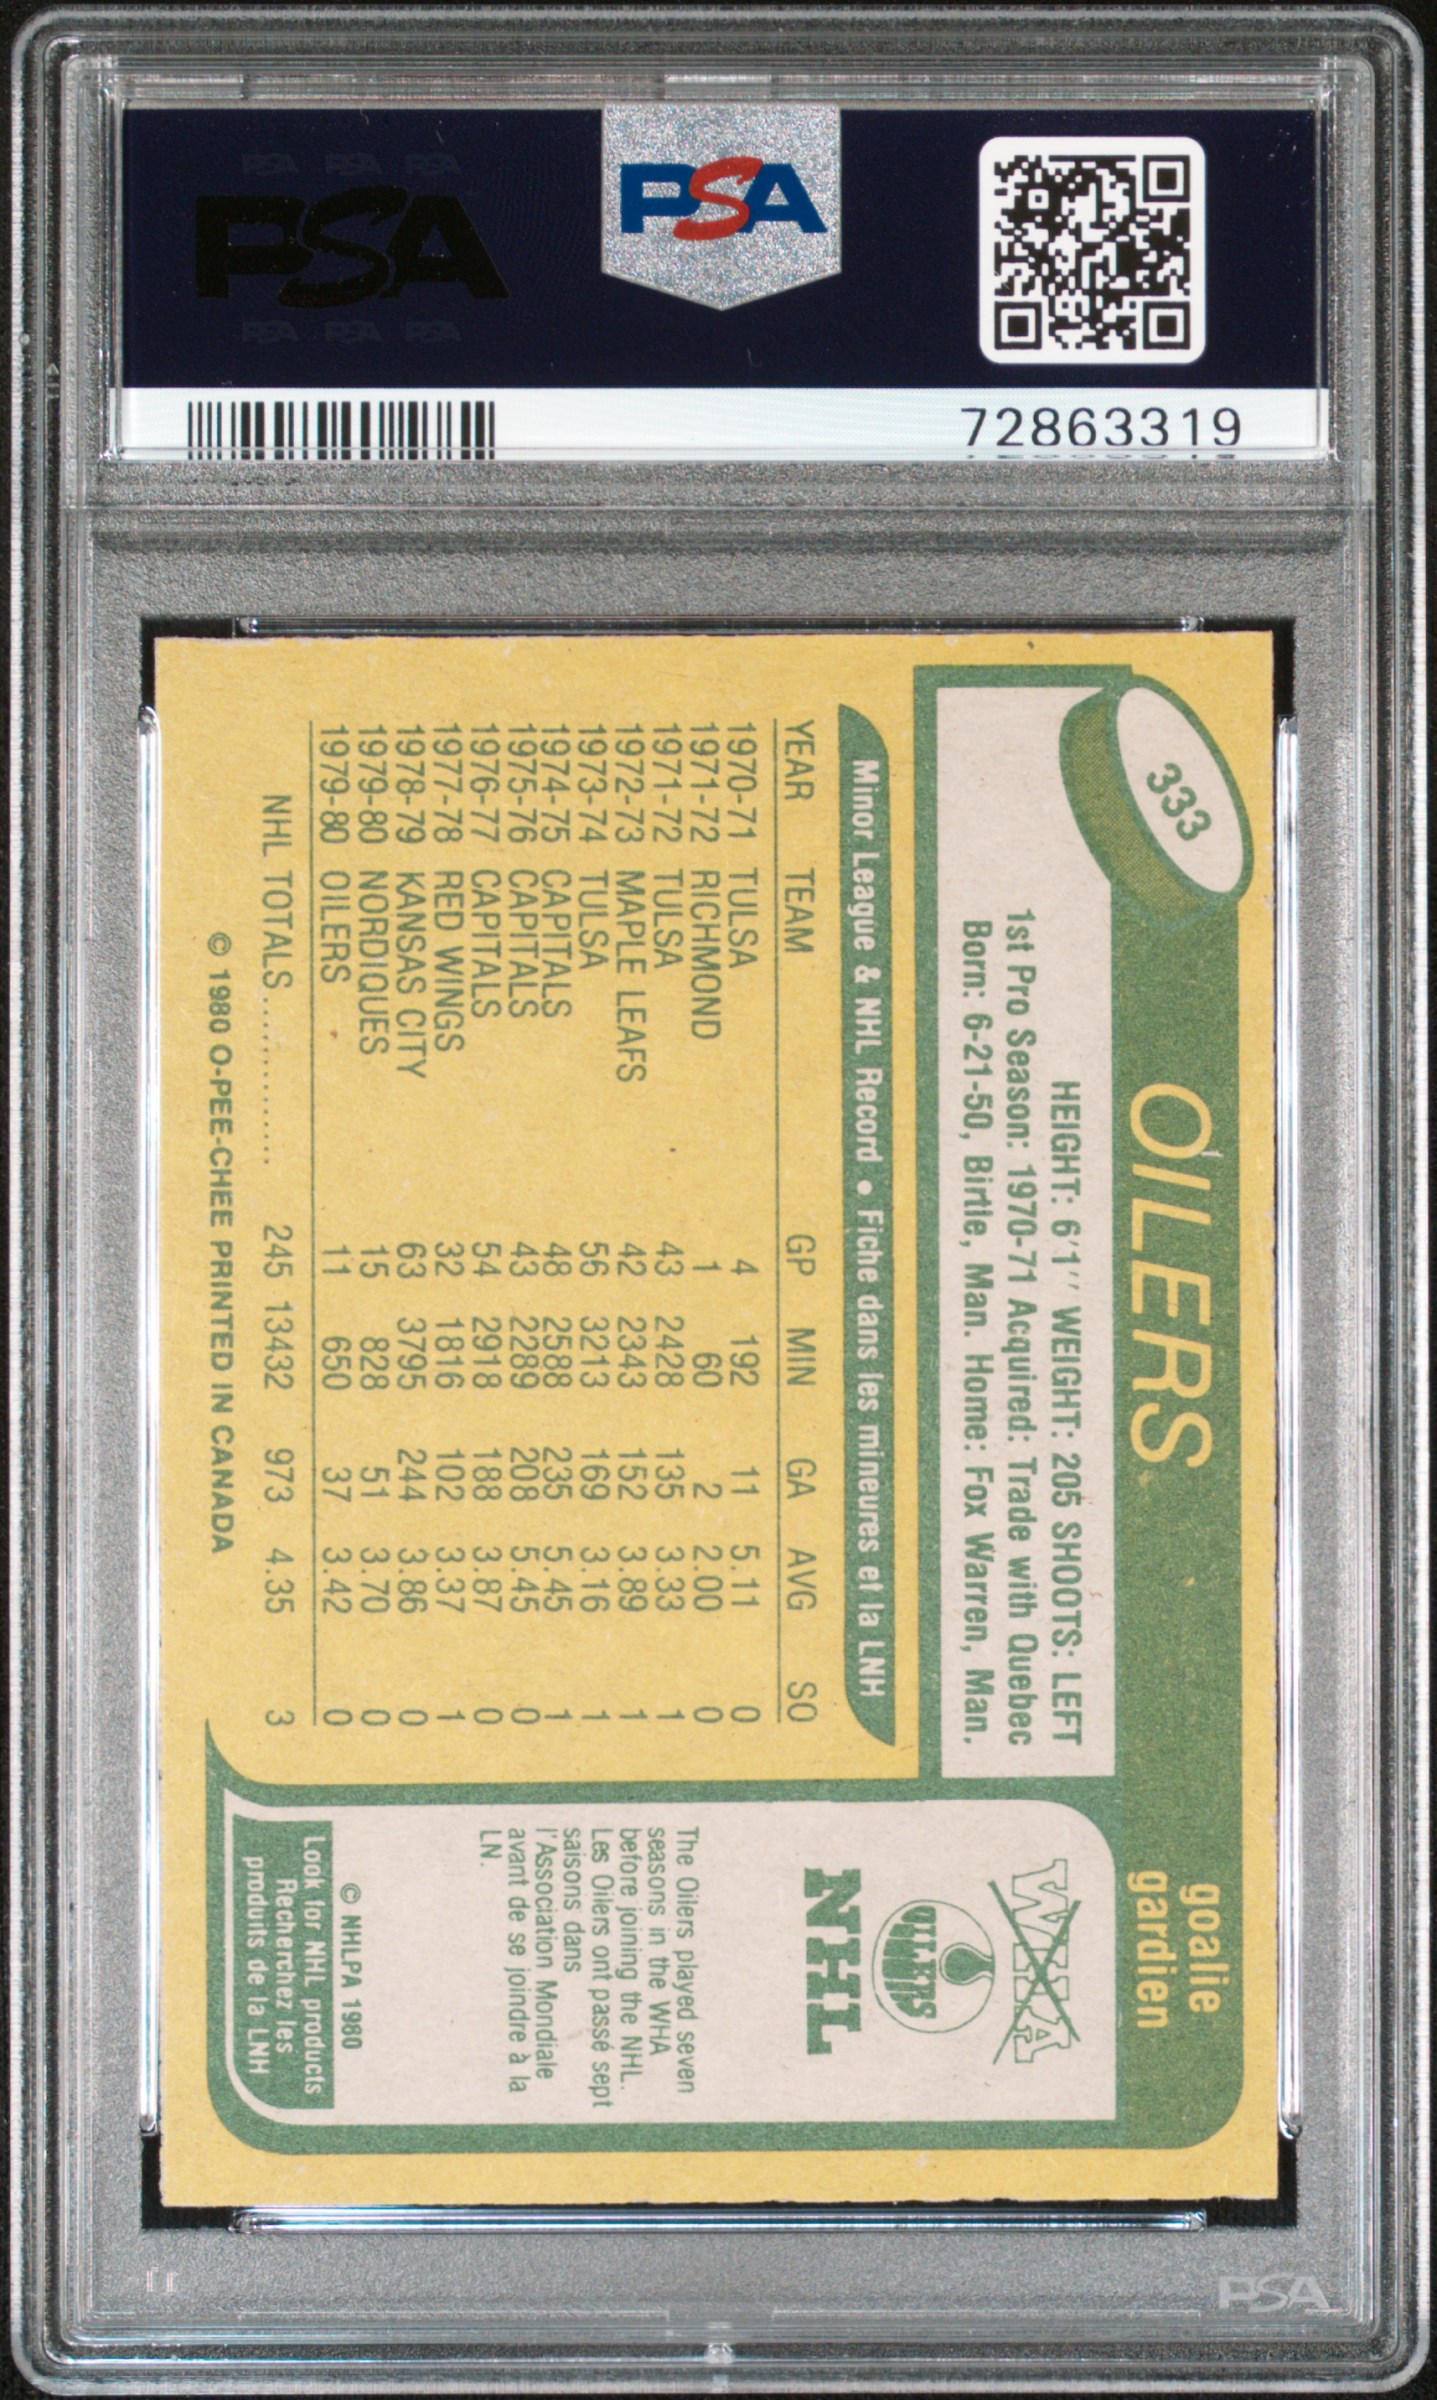 PSA PSA PSA
PSA
PSA PSA PSA
PSA
72863319
333
OILERS
goalie
gardien
HEIGHT: 6'1" WEIGHT: 205 SHOOTS: LEFT
1st Pro Season: 1970-71 Acquired: Trade with Quebec
Born: 6-21-50, Birtle, Man. Home: Fox Warren, Man.
Minor League & NHL Record • Fiche dans les mineures et la LNH
YEAR TEAM GP MIN GA AVG SO
1970-71 TULSA 4 192 11 5.11 0
1971-72 RICHMOND 1 60 2 2.00 0
1971-72 TULSA 43 2428 135 3.33 1
1972-73 MAPLE LEAFS 42 2343 152 3.89 1
1973-74 TULSA 56 3213 169 3.16 1
1974-75 CAPITALS 48 2588 235 5.45 1
1975-76 CAPITALS 43 2289 208 5.45 0
1976-77 CAPITALS 54 2918 188 3.87 0
1977-78 RED WINGS 32 1816 102 3.37 1
1978-79 KANSAS CITY 63 3795 244 3.86 0
1979-80 NORDIQUES 15 828 51 3.70 0
1979-80 OILERS 11 650 37 3.42 0
NHL TOTALS............ 245 13432 973 4.35 3
© 1980 O-PEE-CHEE PRINTED IN CANADA
WHA
OILERS
NHL
The Oilers played seven
seasons in the WHA
before joining the NHL.
Les Oilers ont passé sept
saisons dans
l'Association Mondiale
avant de se joindre à la
LN.
© NHLPA 1980
Look for NHL products
Recherchez les
produits de la LNH
PSA